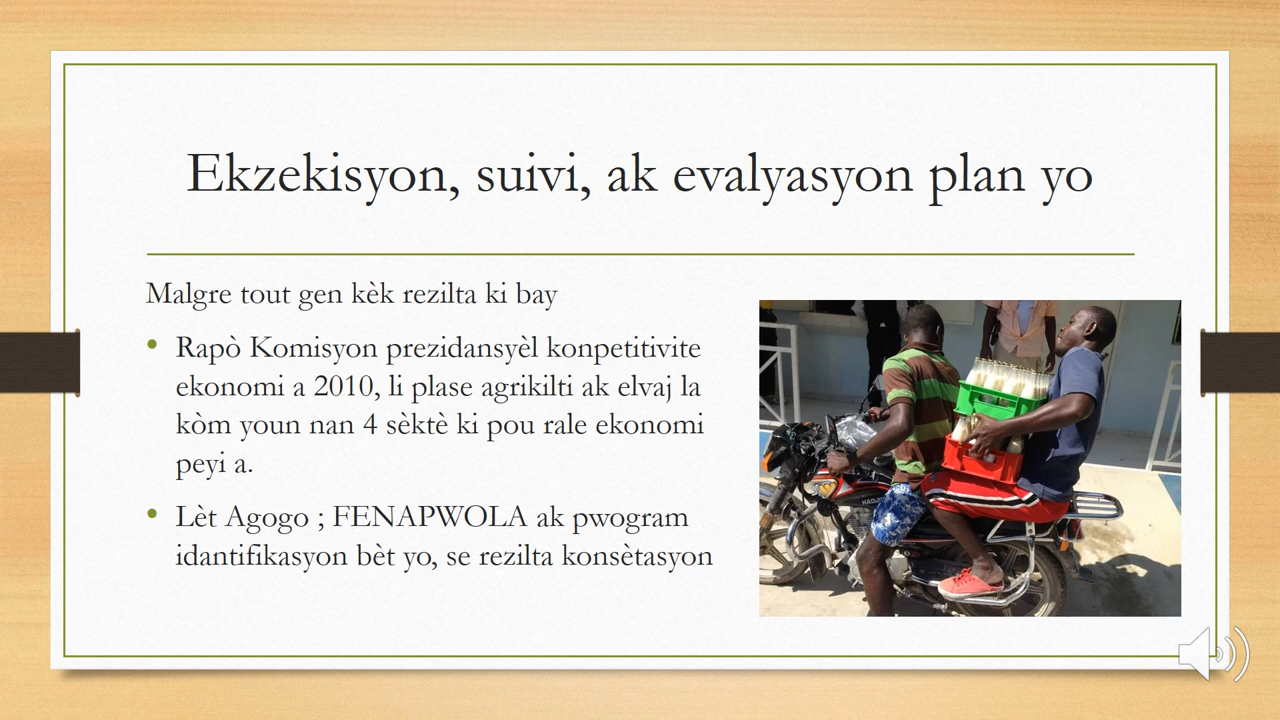 Ekzekisyon, suivi, ak evalyasyon plan yo
Malgre tout gen kèk rezilta ki bay
• Rapò Komisyon prezidansyèl konpetitivite
ekonomi a 2010, li plase agrikilti ak elvaj la
kòm youn nan 4 sèktè ki pou rale ekonomi
peyi a.
• Lèt Agogo ; FENAPWOLA ak pwogram
idantifikasyon bèt yo, se rezilta konsètasyon